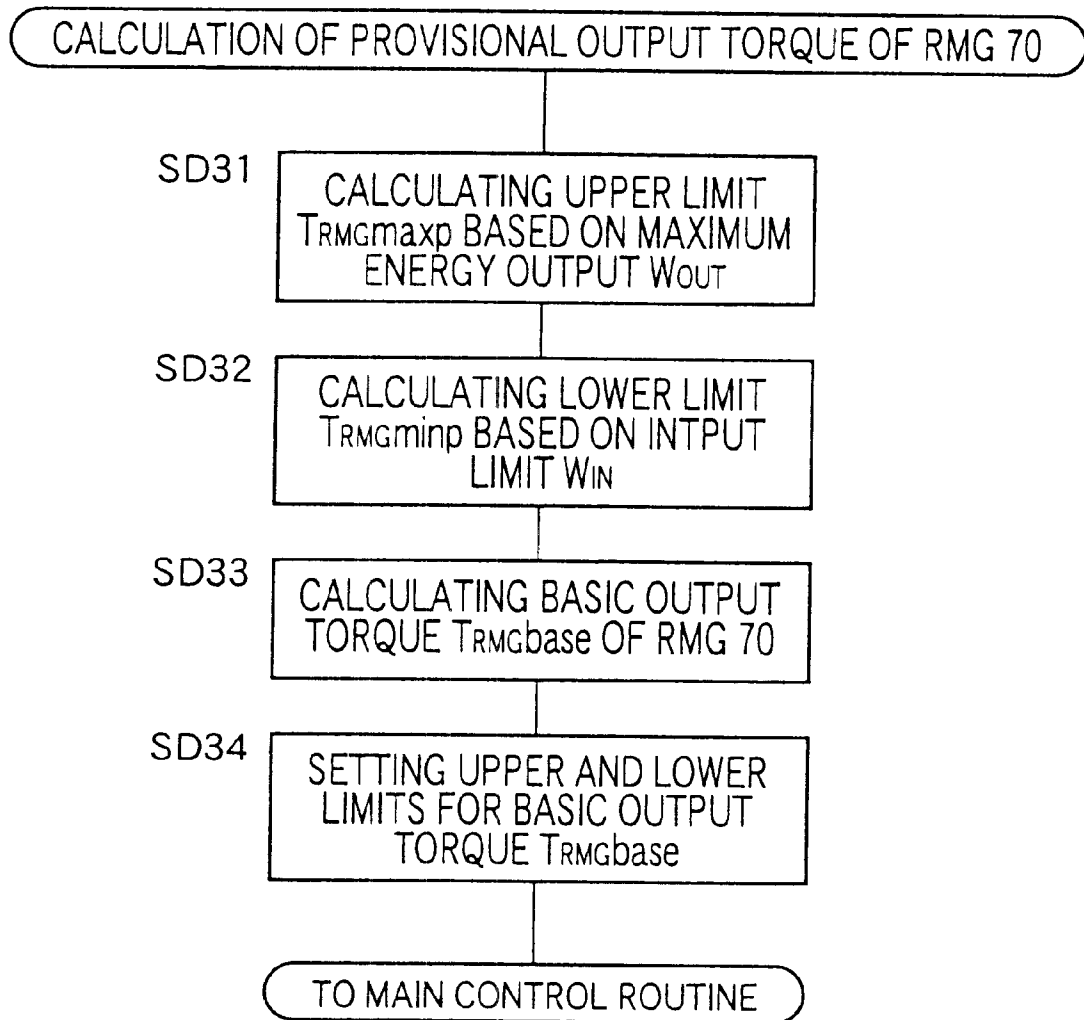 CALCULATION OF PROVISIONAL OUTPUT TORQUE OF RMG 70
SD31
CALCULATING UPPER LIMIT
TRMGmaxp BASED ON MAXIMUM
ENERGY OUTPUT WOUT
SD32
CALCULATING LOWER LIMIT
TRMGminp BASED ON INTPUT
LIMIT WIN
SD33
CALCULATING BASIC OUTPUT
TORQUE TRMGbase OF RMG 70
SD34
SETTING UPPER AND LOWER
LIMITS FOR BASIC OUTPUT
TORQUE TRMGbase
TO MAIN CONTROL ROUTINE